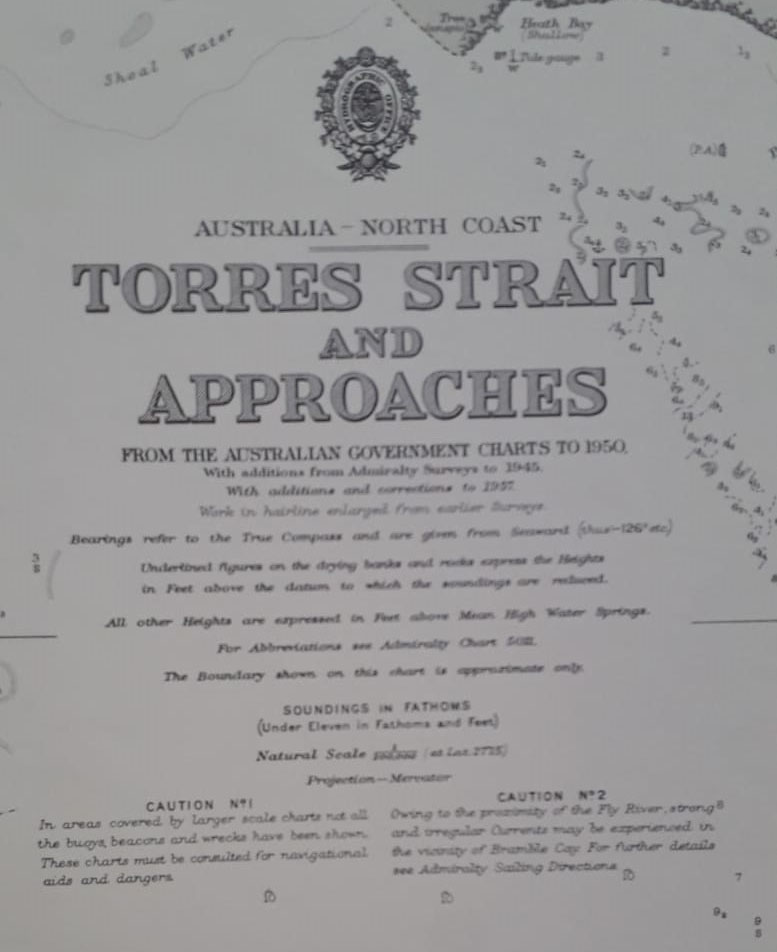 Shoal Water
Heath Bay
(Shallow)
Tide gauge
HYDROGRAPHIC OFFICE
(P.A)
AUSTRALIA – NORTH COAST
TORRES STRAIT
AND
APPROACHES
FROM THE AUSTRALIAN GOVERNMENT CHARTS TO 1950,
With additions from Admiralty Surveys to 1945.
With additions and corrections to 1957.
Work in hairline enlarged from earlier Surveys.
Bearings refer to the True Compass and are given from Seaward (thus:–126° etc)
Underlined figures on the drying banks and rocks express the Heights
in Feet above the datum to which the soundings are reduced.
All other Heights are expressed in Feet above Mean High Water Springs.
For Abbreviations see Admiralty Chart 5011.
The Boundary shown on this chart is approximate only.
SOUNDINGS IN FATHOMS
(Under Eleven in Fathoms and Feet)
Natural Scale (at Lat.
Projection – Mercator
CAUTION Nº1
In areas covered by larger scale charts not all
the buoys, beacons and wrecks have been shown.
These charts must be consulted for navigational
aids and dangers.
CAUTION Nº2
Owing to the proximity of the Fly River, strong
and irregular Currents may be experienced in
the vicinity of Bramble Cay. For further details
see Admiralty Sailing Directions.